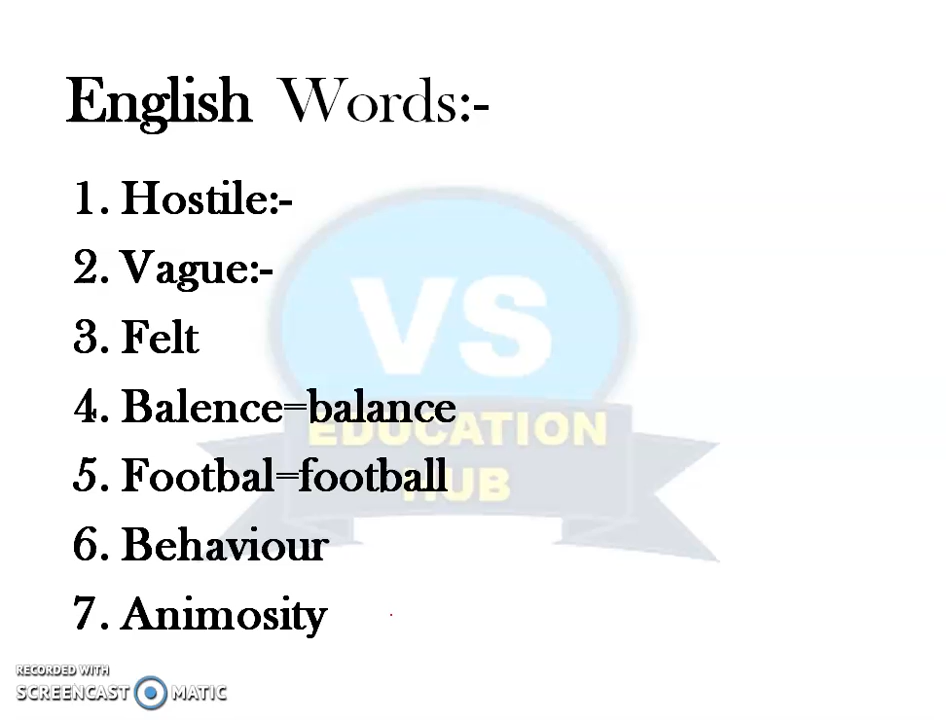 English Words:-
1. Hostile:-
2. Vague:-
3. Felt
4. Balence=balance
5. Footbal=football
6. Behaviour
7. Animosity
VS
EDUCATION
HUB
RECORDED WITH
SCREENCAST MATIC